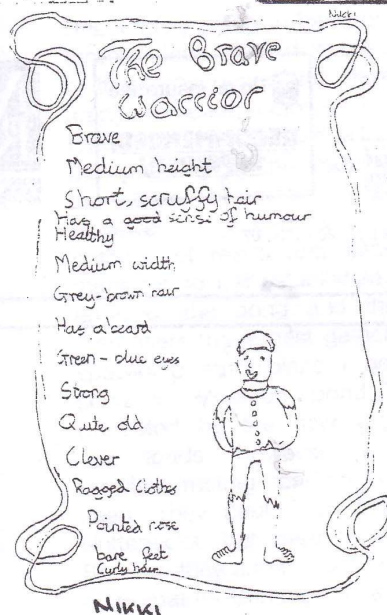 Nikki
The Brave
Warrior
Brave
Medium height
Short, scruffy hair
Has a good sense of humour
Healthy
Medium width
Grey-brown hair
Has a beard
Green - blue eyes
Strong
Quite old
Clever
Ragged clothes
Pointed nose
bare feet
Curly hair
NIKKI